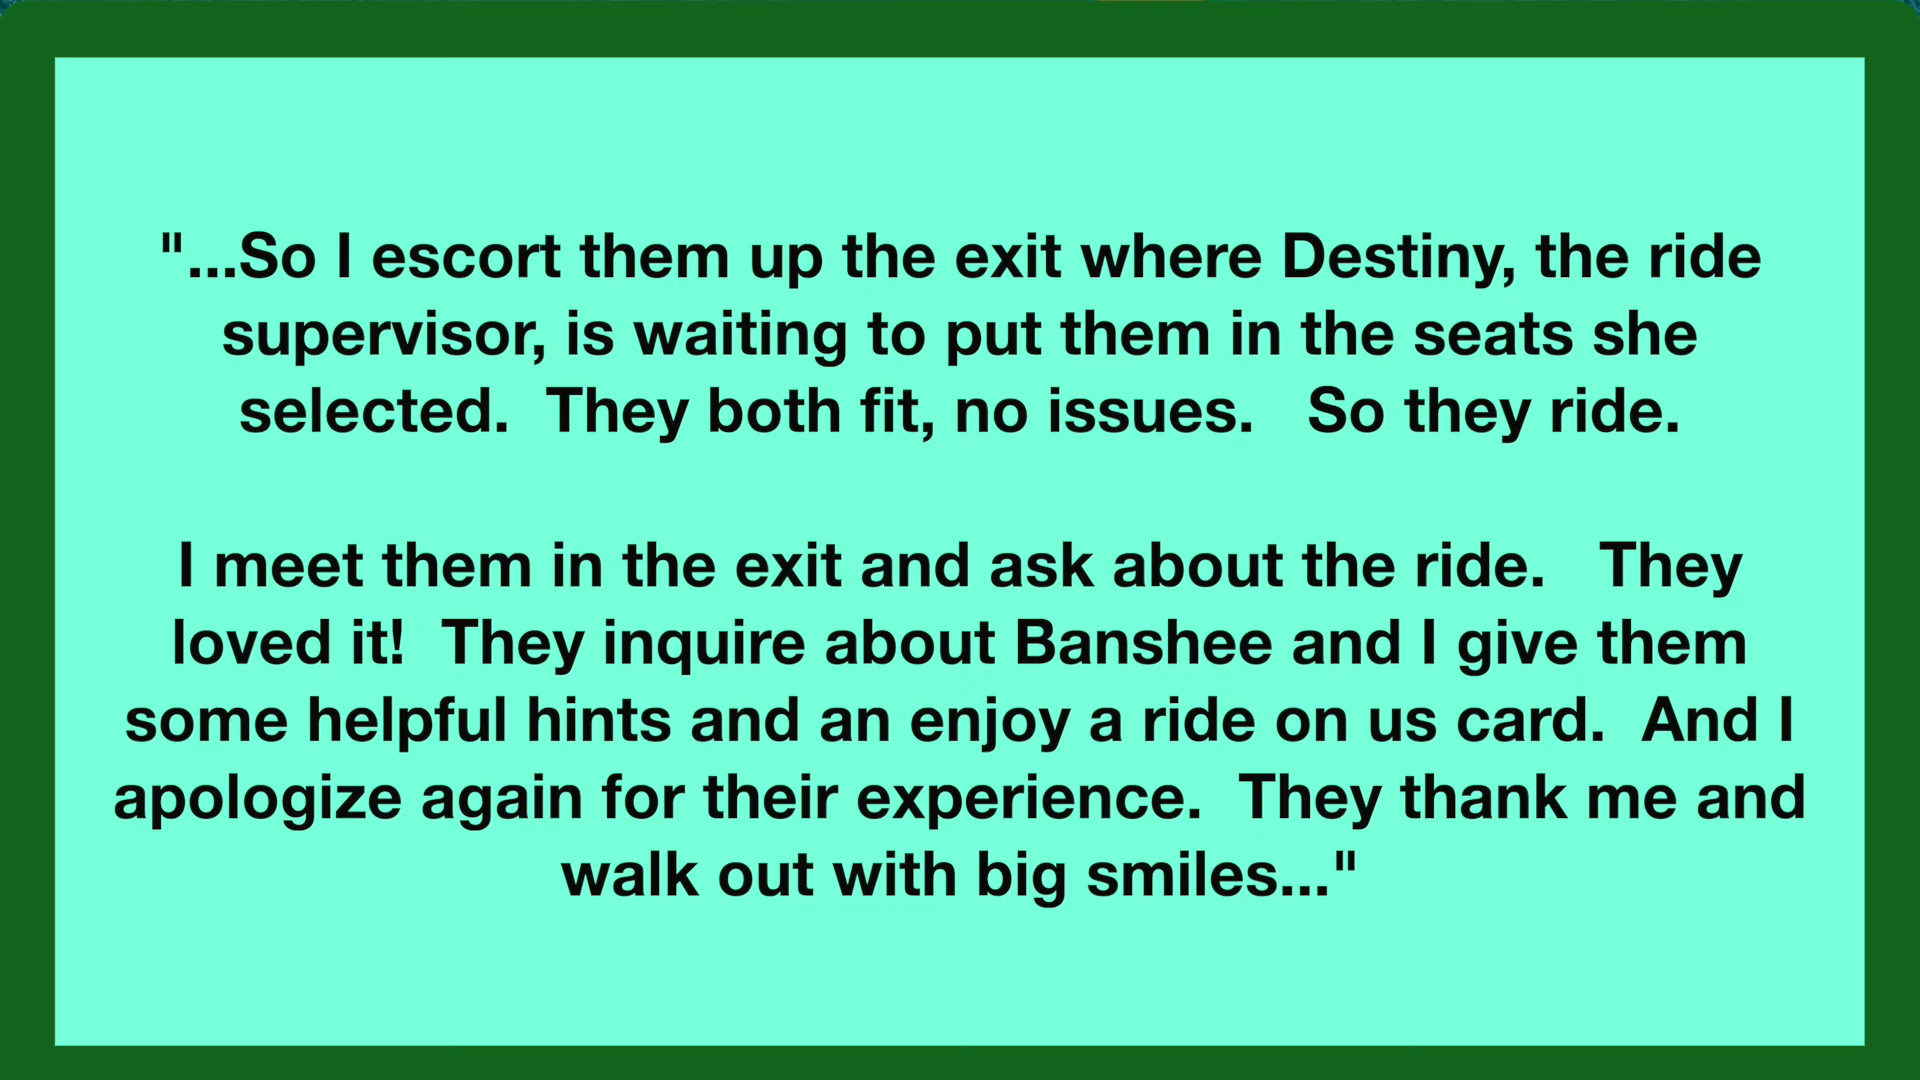 "...So I escort them up the exit where Destiny, the ride
supervisor, is waiting to put them in the seats she
selected.  They both fit, no issues.   So they ride.
I meet them in the exit and ask about the ride.   They
loved it!  They inquire about Banshee and I give them
some helpful hints and an enjoy a ride on us card.  And I
apologize again for their experience.  They thank me and
walk out with big smiles..."